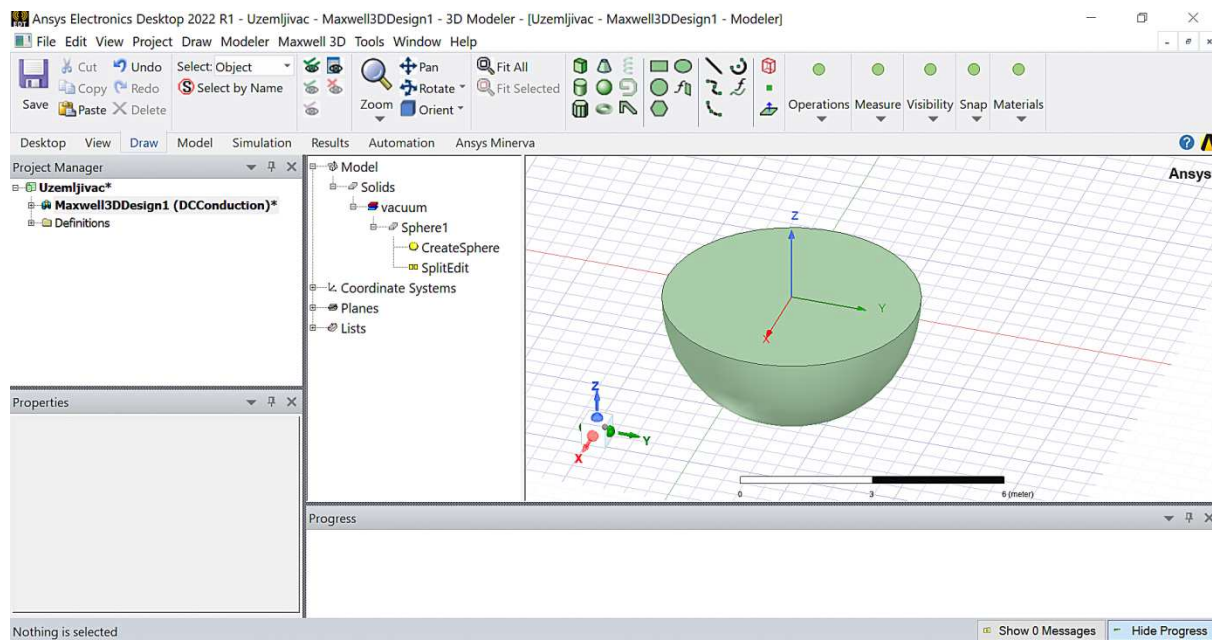 Ansys Electronics Desktop 2022 R1 - Uzemljivac - Maxwell3DDesign1 - 3D Modeler - [Uzemljivac - Maxwell3DDesign1 - Modeler]
File Edit View Project Draw Modeler Maxwell 3D Tools Window Help
Save
Cut
Copy
Paste
Undo
Redo
Delete
Select: Object
Select by Name
Zoom
Pan
Rotate
Orient
Fit All
Fit Selected
Operations Measure Visibility Snap Materials
Desktop View Draw Model Simulation Results Automation Ansys Minerva
Project Manager
Uzemljivac*
Maxwell3DDesign1 (DCConduction)*
Definitions
Properties
Model
Solids
vacuum
Sphere1
CreateSphere
SplitEdit
Coordinate Systems
Planes
Lists
Ansys
Z
Y
X
Z
Y
X
0 3 6 (meter)
Progress
Nothing is selected
Show 0 Messages
Hide Progress